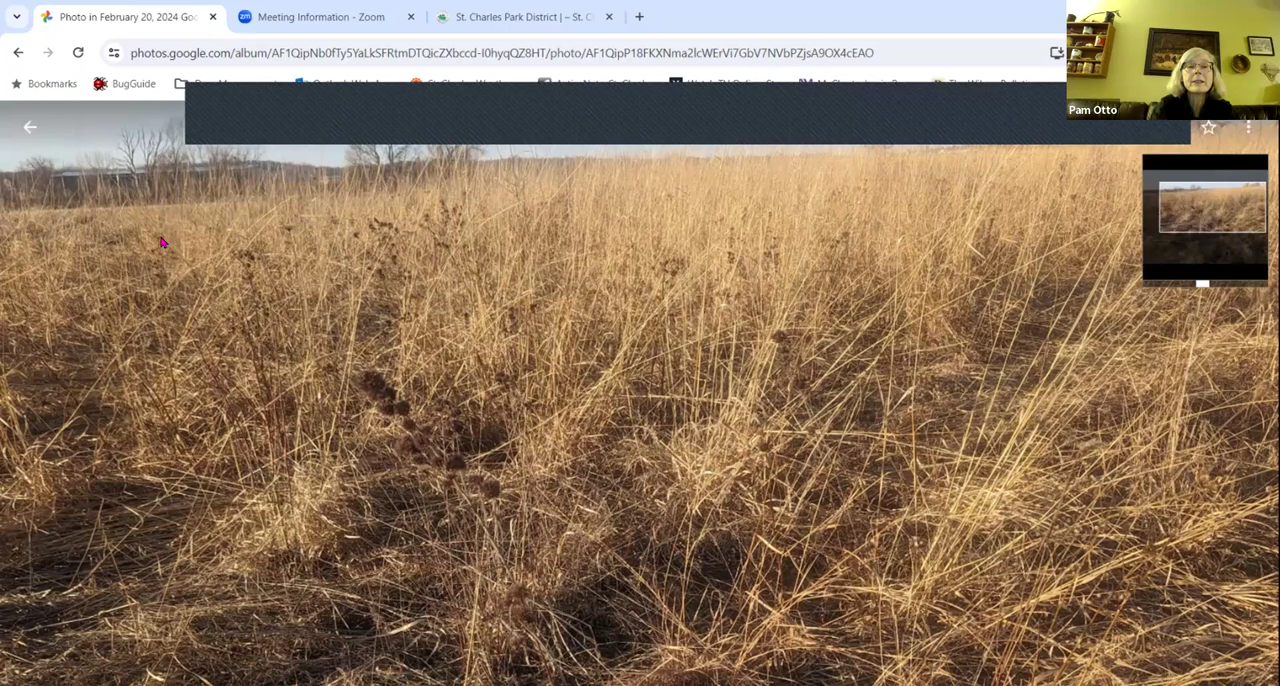 Photo in February 20, 2024 Goo
Meeting Information - Zoom
St. Charles Park District | ~ St. C
photos.google.com/album/AF1QipNb0fTy5YaLkSFRtmDTQicZXbccd-I0hyqQZ8HT/photo/AF1QipP18FKXNma2lcWErVi7GbV7NVbPZjsA9OX4cEAO
Bookmarks
BugGuide
Pam Otto